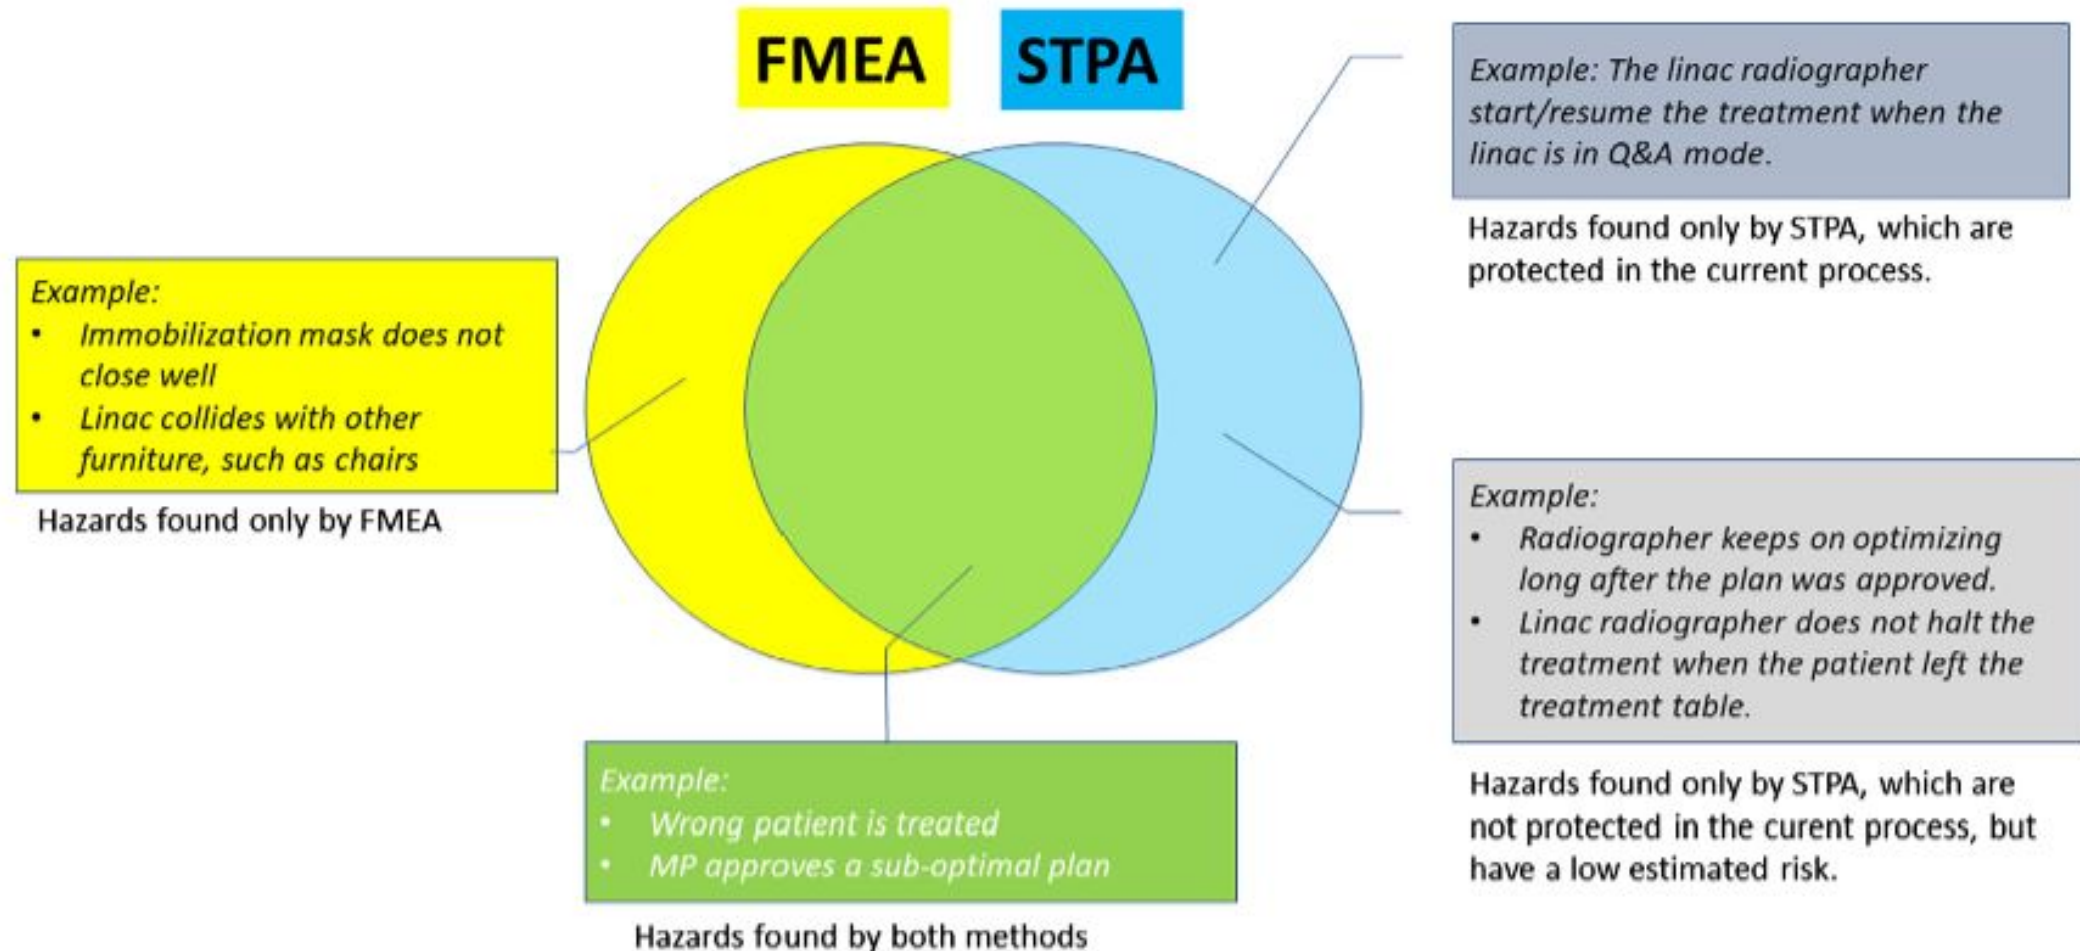 FMEA
STPA
Example: The linac radiographer
start/resume the treatment when the
linac is in Q&A mode.
Hazards found only by STPA, which are
protected in the current process.
Example:
• Immobilization mask does not
close well
• Linac collides with other
furniture, such as chairs
Hazards found only by FMEA
Example:
• Radiographer keeps on optimizing
long after the plan was approved.
• Linac radiographer does not halt the
treatment when the patient left the
treatment table.
Hazards found only by STPA, which are
not protected in the curent process, but
have a low estimated risk.
Example:
• Wrong patient is treated
• MP approves a sub-optimal plan
Hazards found by both methods